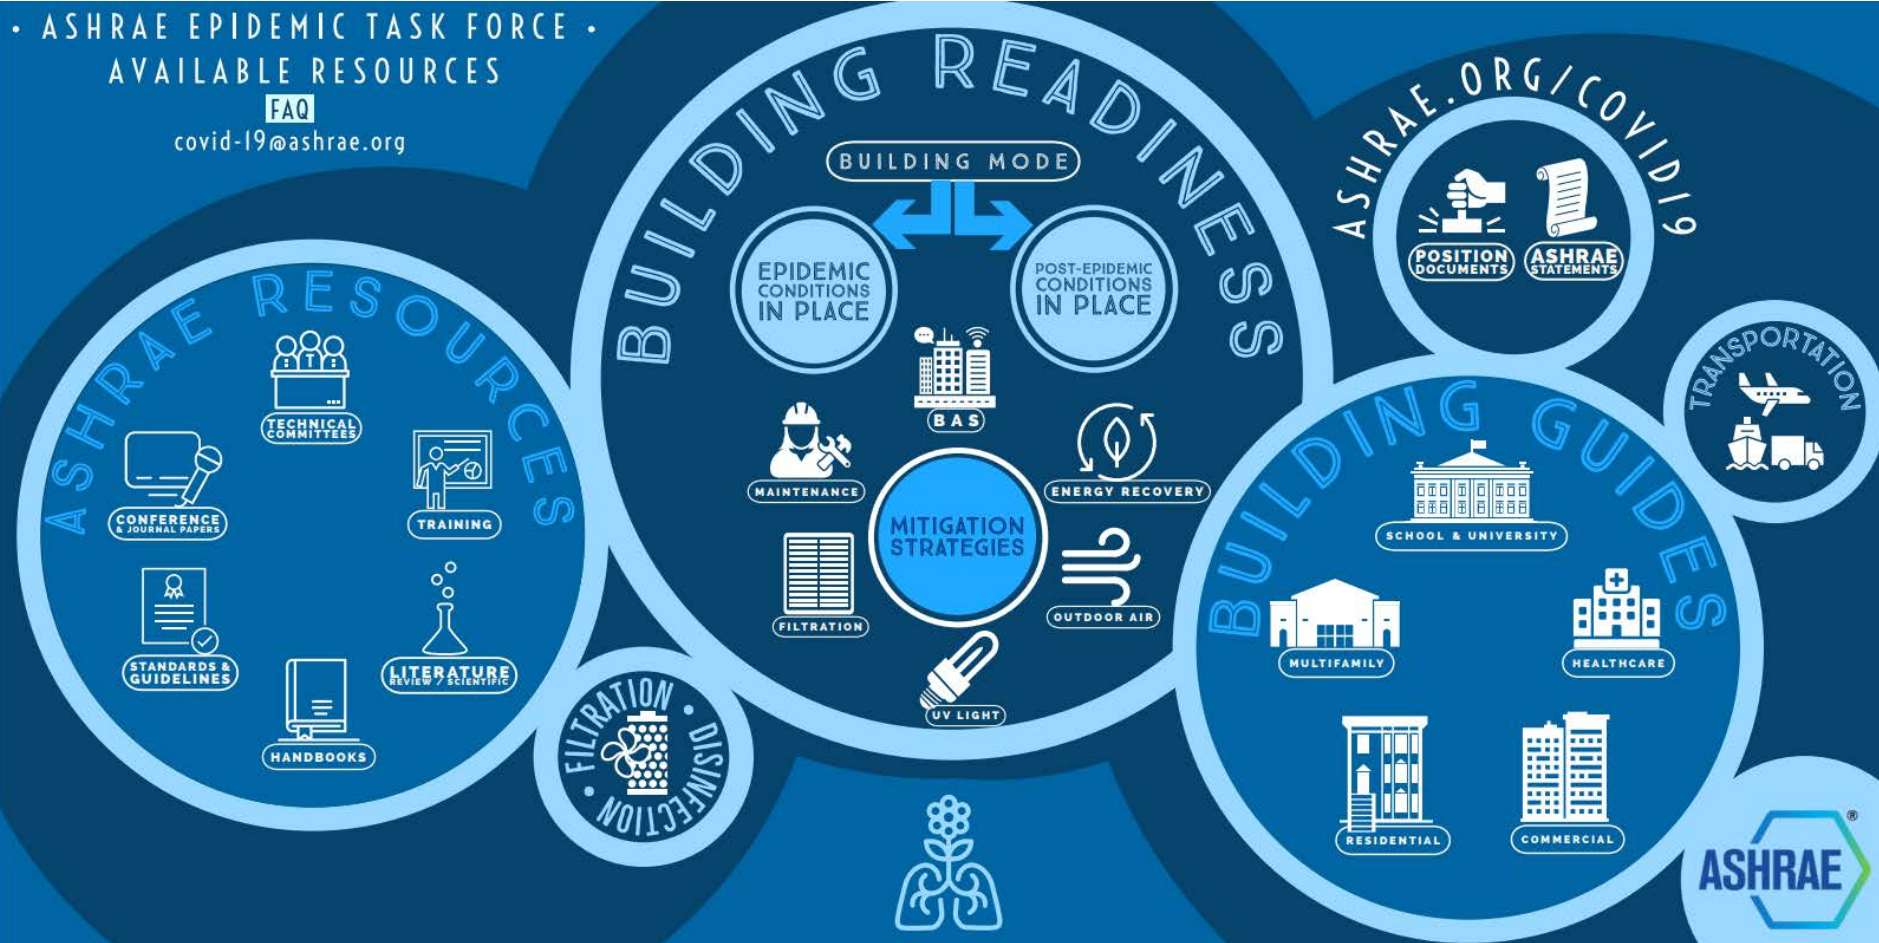 • ASHRAE EPIDEMIC TASK FORCE •
AVAILABLE RESOURCES
FAQ
covid-19@ashrae.org
ASHRAE RESOURCES
TECHNICAL
COMMITTEES
CONFERENCE
& JOURNAL PAPERS
TRAINING
STANDARDS &
GUIDELINES
LITERATURE
REVIEW / SCIENTIFIC
HANDBOOKS
FILTRATION • DISINFECTION •
BUILDING READINESS
BUILDING MODE
EPIDEMIC
CONDITIONS
IN PLACE
POST-EPIDEMIC
CONDITIONS
IN PLACE
BAS
MAINTENANCE
ENERGY RECOVERY
MITIGATION
STRATEGIES
FILTRATION
OUTDOOR AIR
UV LIGHT
ASHRAE.ORG/COVID19
POSITION
DOCUMENTS
ASHRAE
STATEMENTS
TRANSPORTATION
BUILDING GUIDES
SCHOOL & UNIVERSITY
MULTIFAMILY
HEALTHCARE
RESIDENTIAL
COMMERCIAL
ASHRAE®